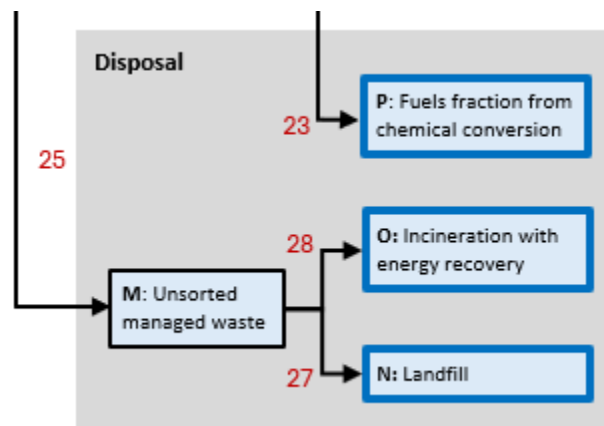 Disposal
P: Fuels fraction from
chemical conversion
23
25
O: Incineration with
energy recovery
28
M: Unsorted
managed waste
27
N: Landfill